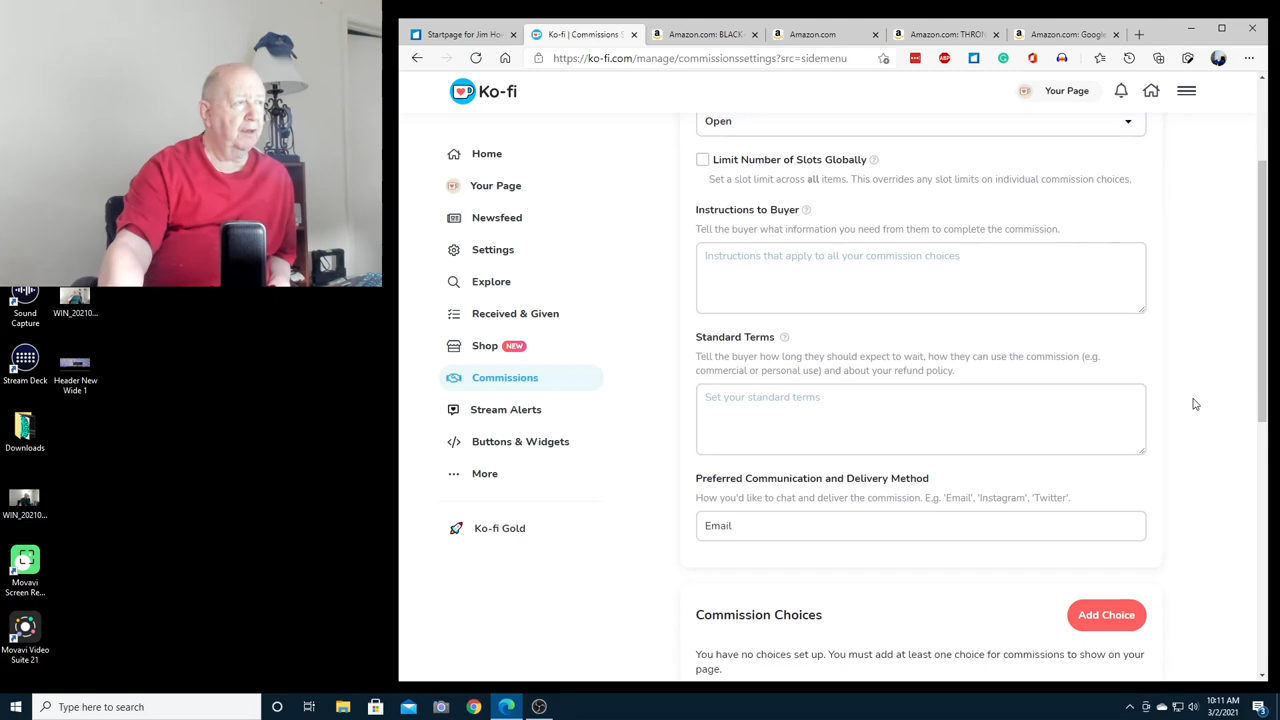 Startpage for Jim Ho
Ko-fi | Commissions S
Amazon.com: BLACK
Amazon.com
Amazon.com: THRON
Amazon.com: Google
https://ko-fi.com/manage/commissionssettings?src=sidemenu
ABP
Ko-fi
Your Page
Home
Your Page
Newsfeed
Settings
Explore
Received & Given
Shop NEW
Commissions
Stream Alerts
Buttons & Widgets
More
Ko-fi Gold
Open
Limit Number of Slots Globally
Set a slot limit across all items. This overrides any slot limits on individual commission choices.
Instructions to Buyer
Tell the buyer what information you need from them to complete the commission.
Instructions that apply to all your commission choices
Standard Terms
Tell the buyer how long they should expect to wait, how they can use the commission (e.g.
commercial or personal use) and about your refund policy.
Set your standard terms
Preferred Communication and Delivery Method
How you'd like to chat and deliver the commission. E.g. 'Email', 'Instagram', 'Twitter'.
Email
Commission Choices
Add Choice
You have no choices set up. You must add at least one choice for commissions to show on your
page.
Sound
Capture
WIN_20210...
Stream Deck
Header New
Wide 1
Downloads
WIN_20210...
Movavi
Screen Re...
Movavi Video
Suite 21
Type here to search
10:11 AM
3/2/2021
3